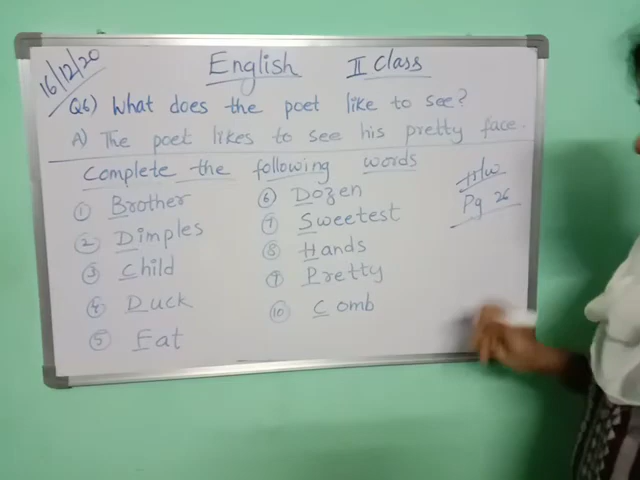 16/12/20
English II Class
Q6) What does the poet like to see?
A) The poet likes to see his pretty face.
Complete the following words
① Brother
② Dimples
③ Child
④ Duck
⑤ Eat
⑥ Dozen
⑦ Sweetest
⑧ Hands
⑨ Pretty
⑩ Comb
H/W
Pg 26